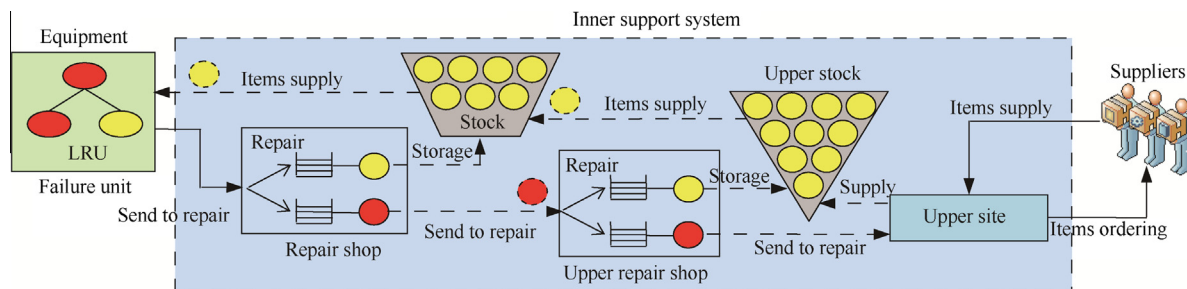 Inner support system
Equipment
LRU
Failure unit
Items supply
Stock
Items supply
Upper stock
Items supply
Suppliers
Send to repair
Repair
Storage
Repair shop
Send to repair
Repair
Storage
Upper repair shop
Supply
Send to repair
Upper site
Items ordering